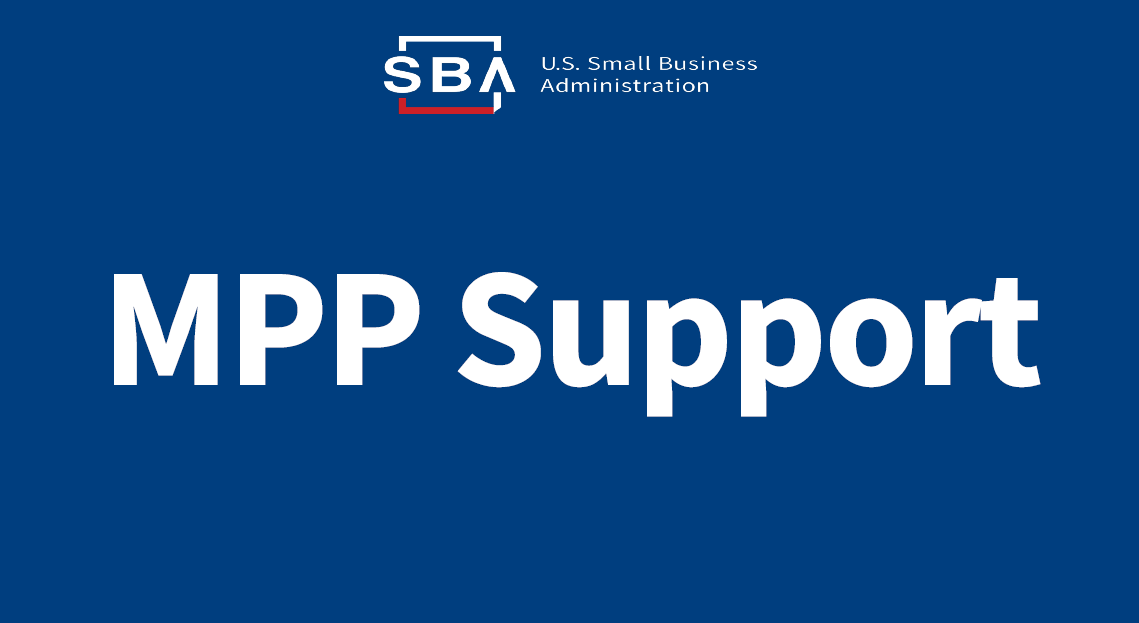 SBA
U.S. Small Business
Administration
MPP Support